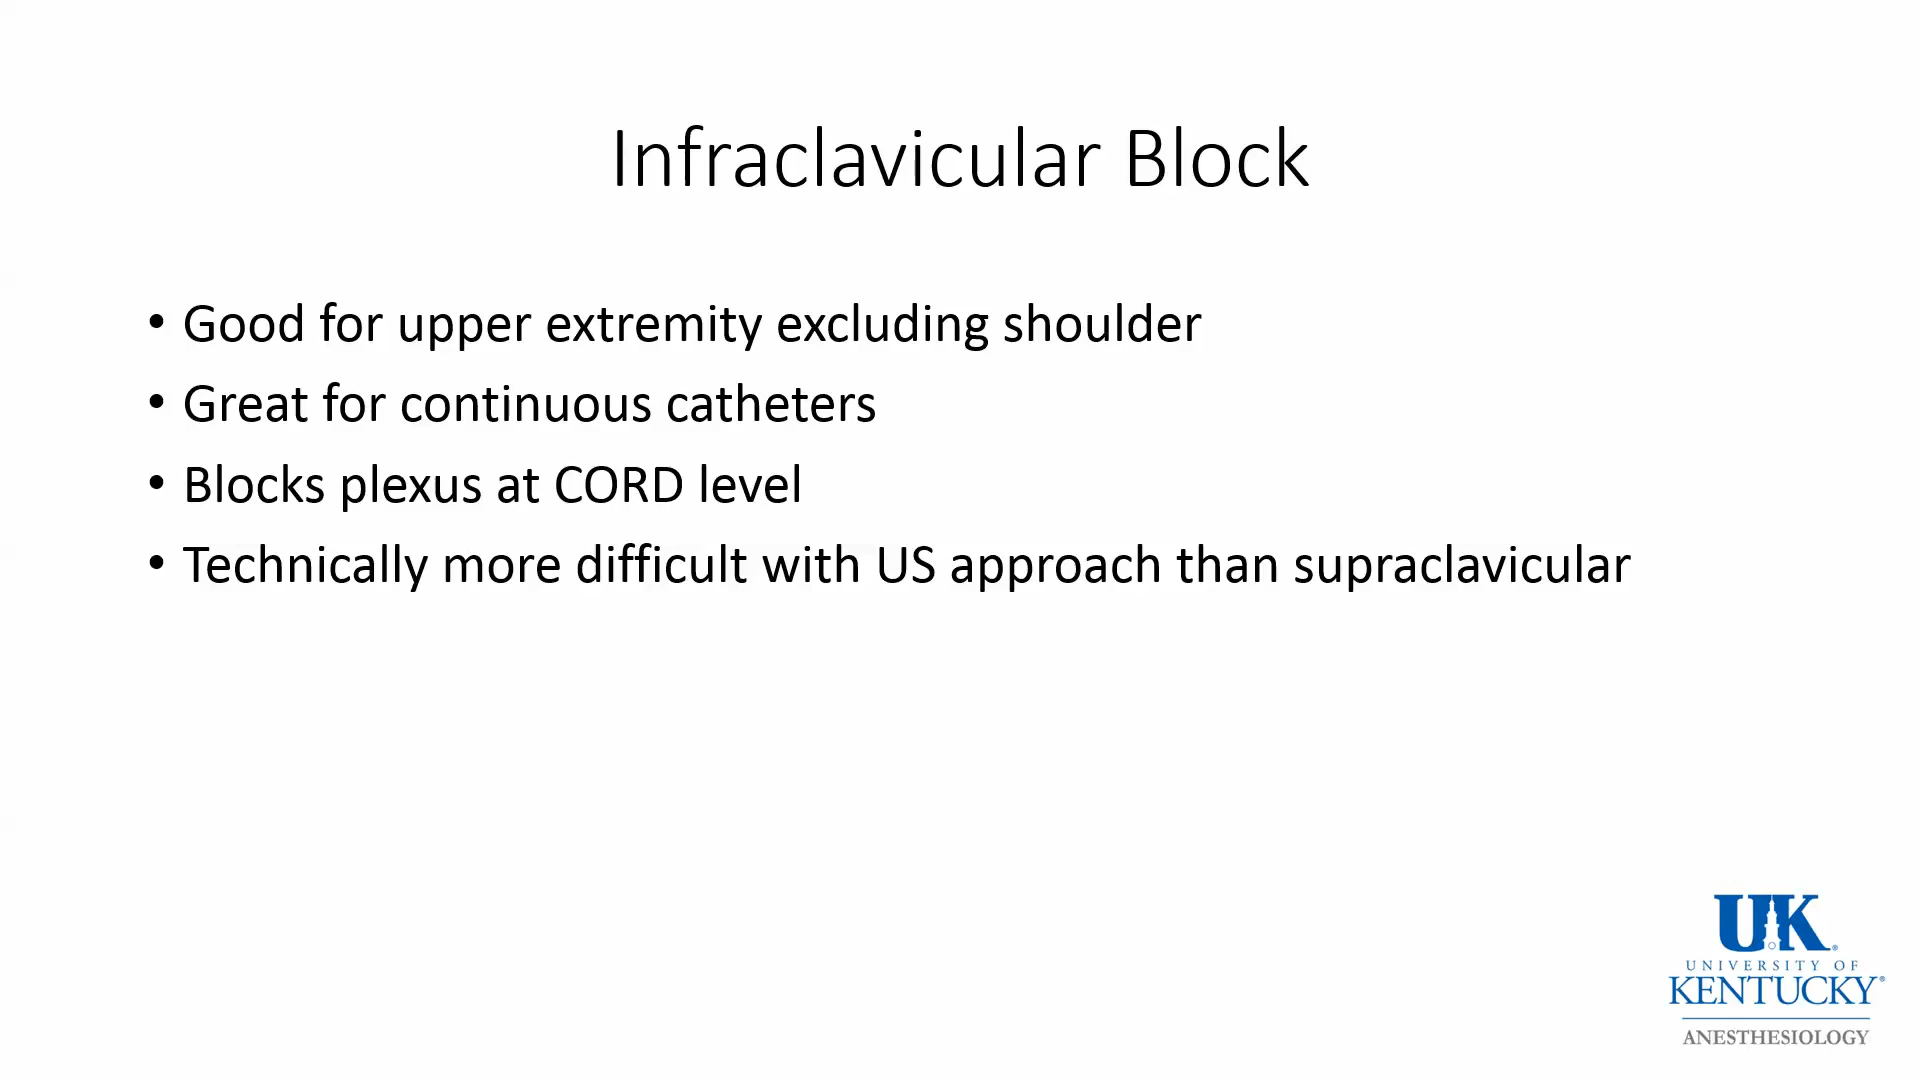 Infraclavicular Block
• Good for upper extremity excluding shoulder
• Great for continuous catheters
• Blocks plexus at CORD level
• Technically more difficult with US approach than supraclavicular
UK®
UNIVERSITY OF
KENTUCKY®
ANESTHESIOLOGY